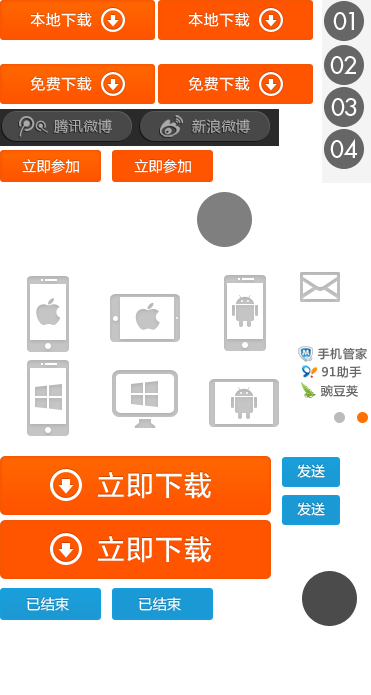 本地下载 本地下载 01
02
免费下载 免费下载 03
腾讯微博 新浪微博 04
立即参加 立即参加
手机管家
91助手
豌豆荚
立即下载 发送
发送
立即下载
已结束 已结束